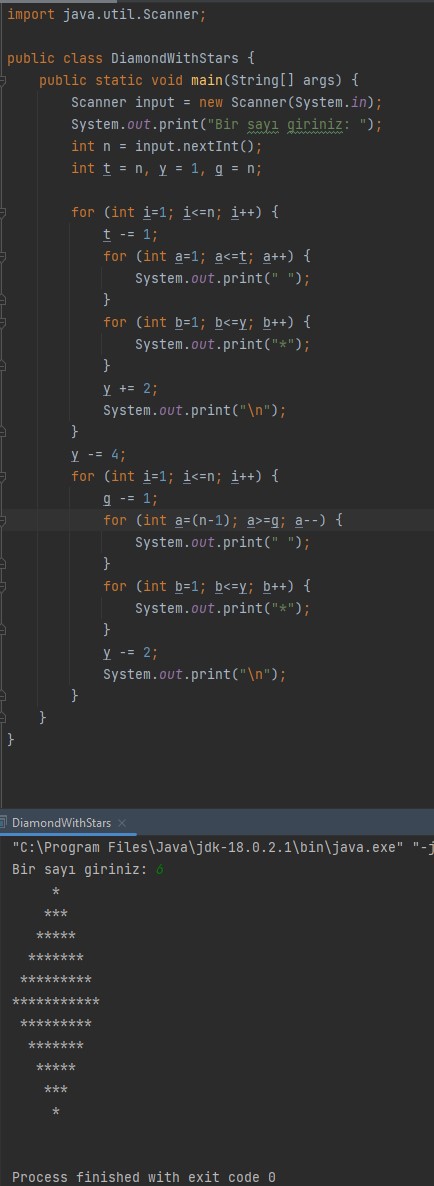 import java.util.Scanner;

public class DiamondWithStars {
    public static void main(String[] args) {
        Scanner input = new Scanner(System.in);
        System.out.print("Bir sayı giriniz: ");
        int n = input.nextInt();
        int t = n, y = 1, g = n;

        for (int i=1; i<=n; i++) {
            t -= 1;
            for (int a=1; a<=t; a++) {
                System.out.print(" ");
            }
            for (int b=1; b<=y; b++) {
                System.out.print("*");
            }
            y += 2;
            System.out.print("\n");
        }
        y -= 4;
        for (int i=1; i<=n; i++) {
            g -= 1;
            for (int a=(n-1); a>=g; a--) {
                System.out.print(" ");
            }
            for (int b=1; b<=y; b++) {
                System.out.print("*");
            }
            y -= 2;
            System.out.print("\n");
        }
    }
}
DiamondWithStars ×
"C:\Program Files\Java\jdk-18.0.2.1\bin\java.exe" "-j
Bir sayı giriniz: 6
     *
    ***
   *****
  *******
 *********
***********
 *********
  *******
   *****
    ***
     *

Process finished with exit code 0